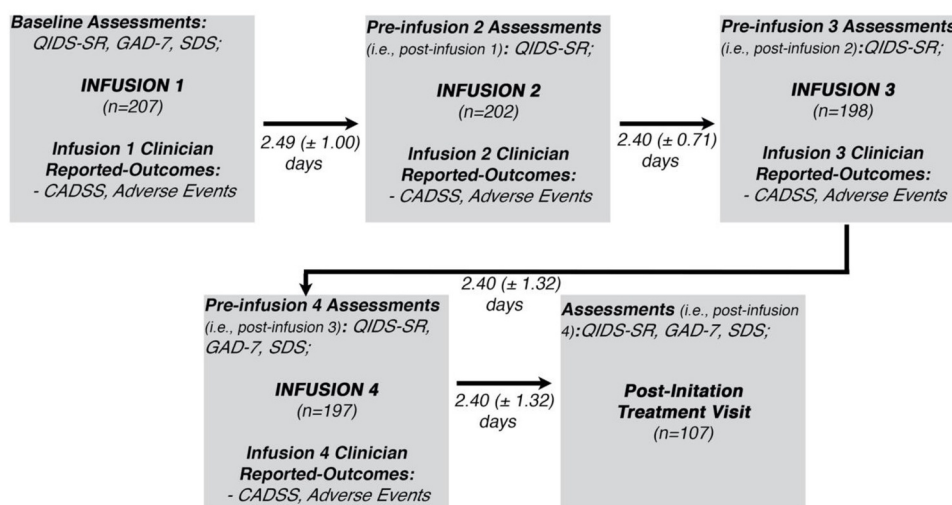 Baseline Assessments:
QIDS-SR, GAD-7, SDS;
INFUSION 1
(n=207)
Infusion 1 Clinician
Reported-Outcomes:
- CADSS, Adverse Events
2.49 (± 1.00)
days
Pre-infusion 2 Assessments
(i.e., post-infusion 1): QIDS-SR;
INFUSION 2
(n=202)
Infusion 2 Clinician
Reported-Outcomes:
- CADSS, Adverse Events
2.40 (± 0.71)
days
Pre-infusion 3 Assessments
(i.e., post-infusion 2):QIDS-SR;
INFUSION 3
(n=198)
Infusion 3 Clinician
Reported-Outcomes:
- CADSS, Adverse Events
2.40 (± 1.32)
days
Pre-infusion 4 Assessments
(i.e., post-infusion 3): QIDS-SR,
GAD-7, SDS;
INFUSION 4
(n=197)
Infusion 4 Clinician
Reported-Outcomes:
- CADSS, Adverse Events
2.40 (± 1.32)
days
Assessments (i.e., post-infusion
4):QIDS-SR, GAD-7, SDS;
Post-Initation
Treatment Visit
(n=107)